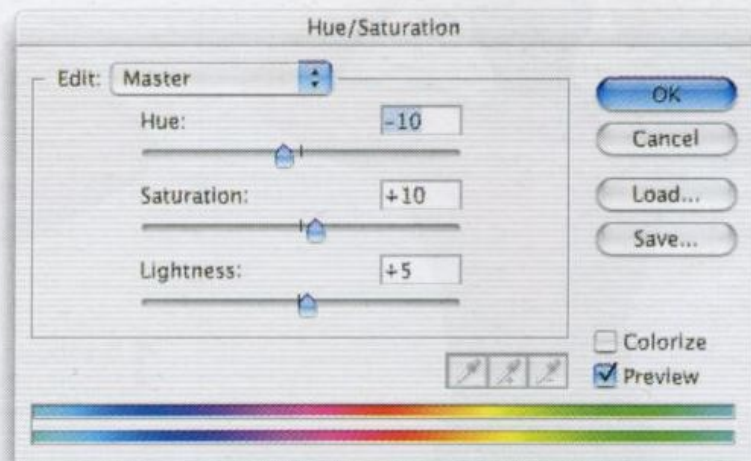 Hue/Saturation
Edit: Master
Hue: -10
Saturation: +10
Lightness: +5
OK
Cancel
Load...
Save...
Colorize
Preview